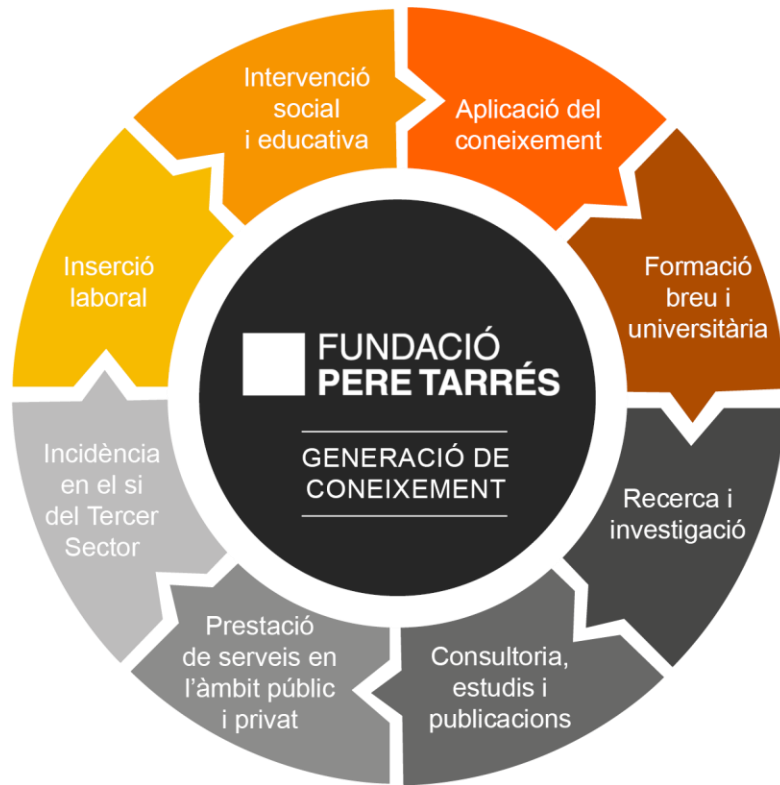 Intervenció
social
i educativa
Aplicació del
coneixement
Formació
breu i
universitària
Recerca i
investigació
Consultoria,
estudis i
publicacions
Prestació
de serveis en
l’àmbit públic
i privat
Incidència
en el si
del Tercer
Sector
Inserció
laboral
FUNDACIÓ
PERE TARRÉS
GENERACIÓ DE
CONEIXEMENT